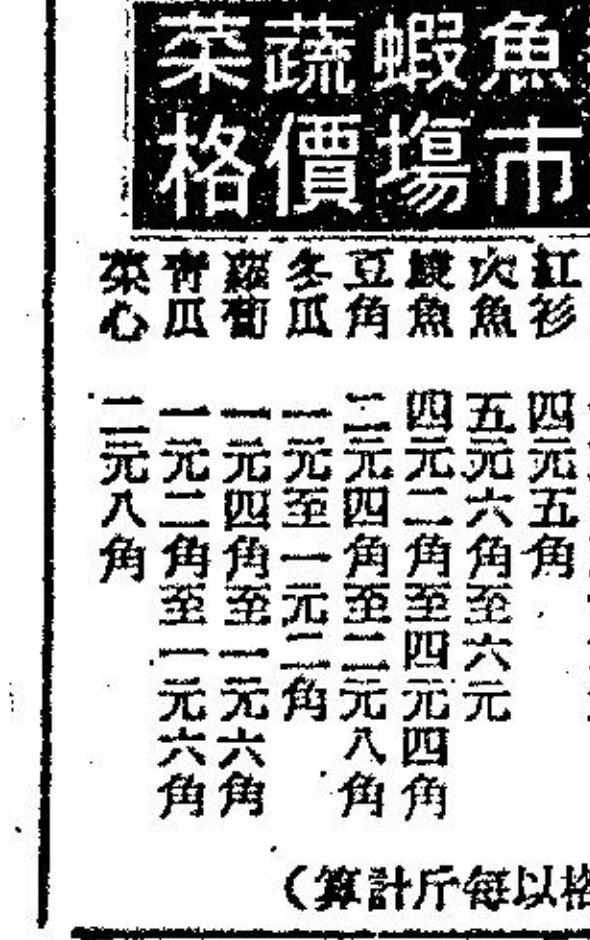 魚蝦蔬菜
市塲價格
紅衫 四元五角
火魚 五元六角至六元
鯪魚 四元二角至四元四角
豆角 二元四角至二元八角
冬瓜 一元至一元二角
蘿蔔 一元四角至一元六角
青瓜 一元二角至一元六角
菜心 二元八角
格以每斤計算)